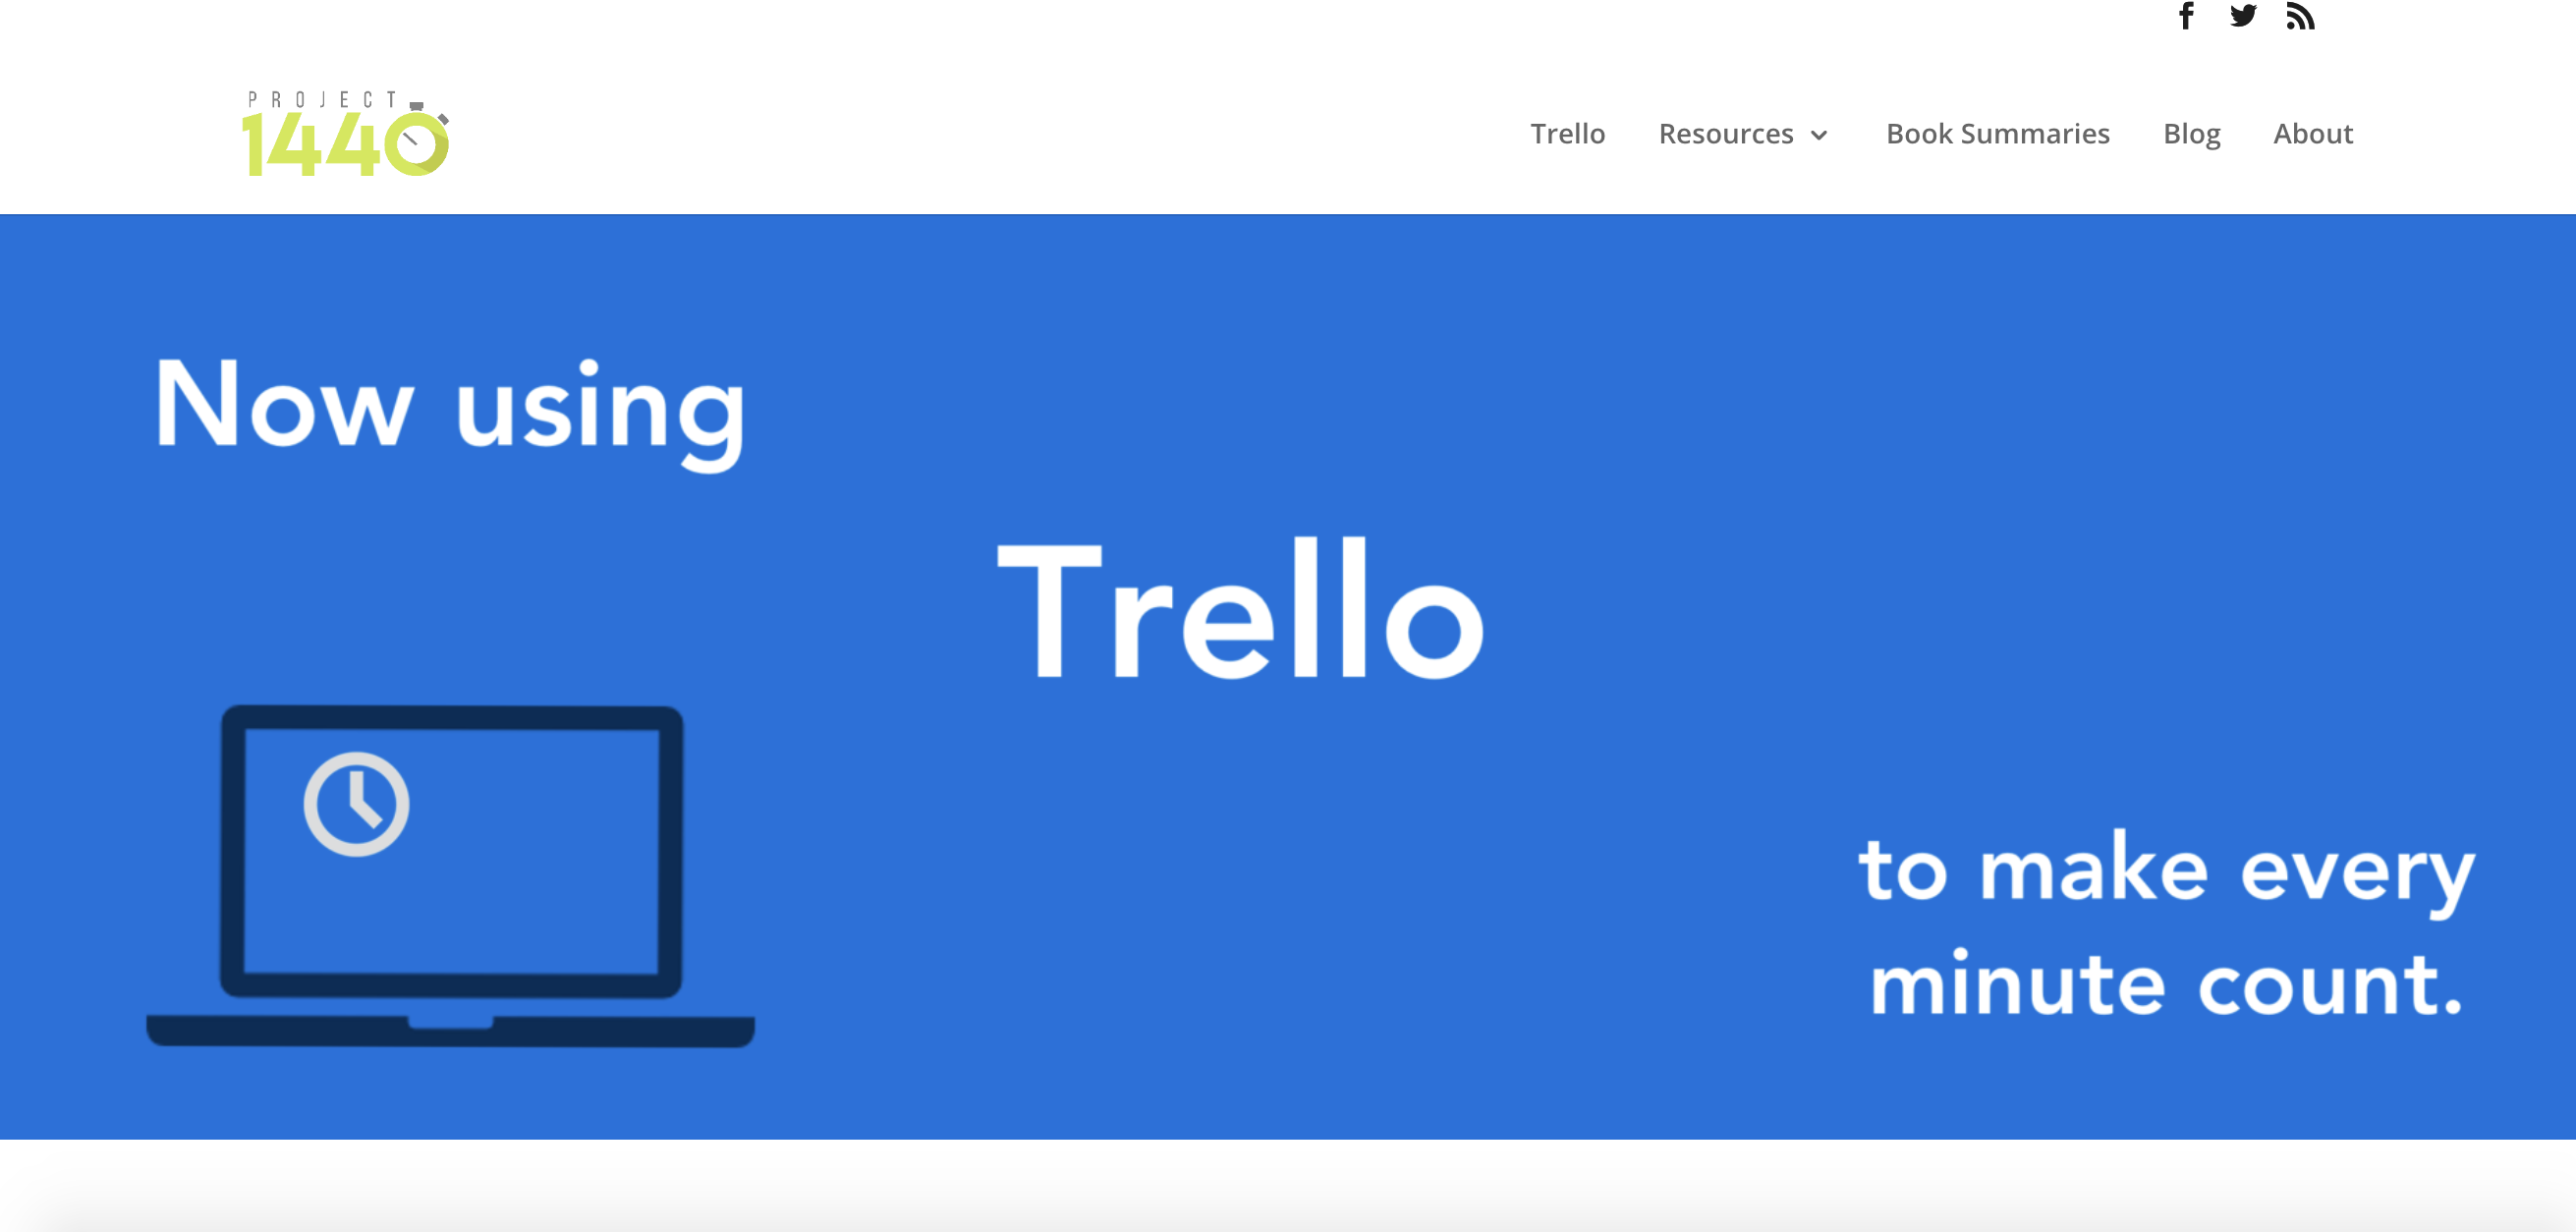 PROJECT
1440
Trello Resources Book Summaries Blog About
Now using
Trello
to make every
minute count.